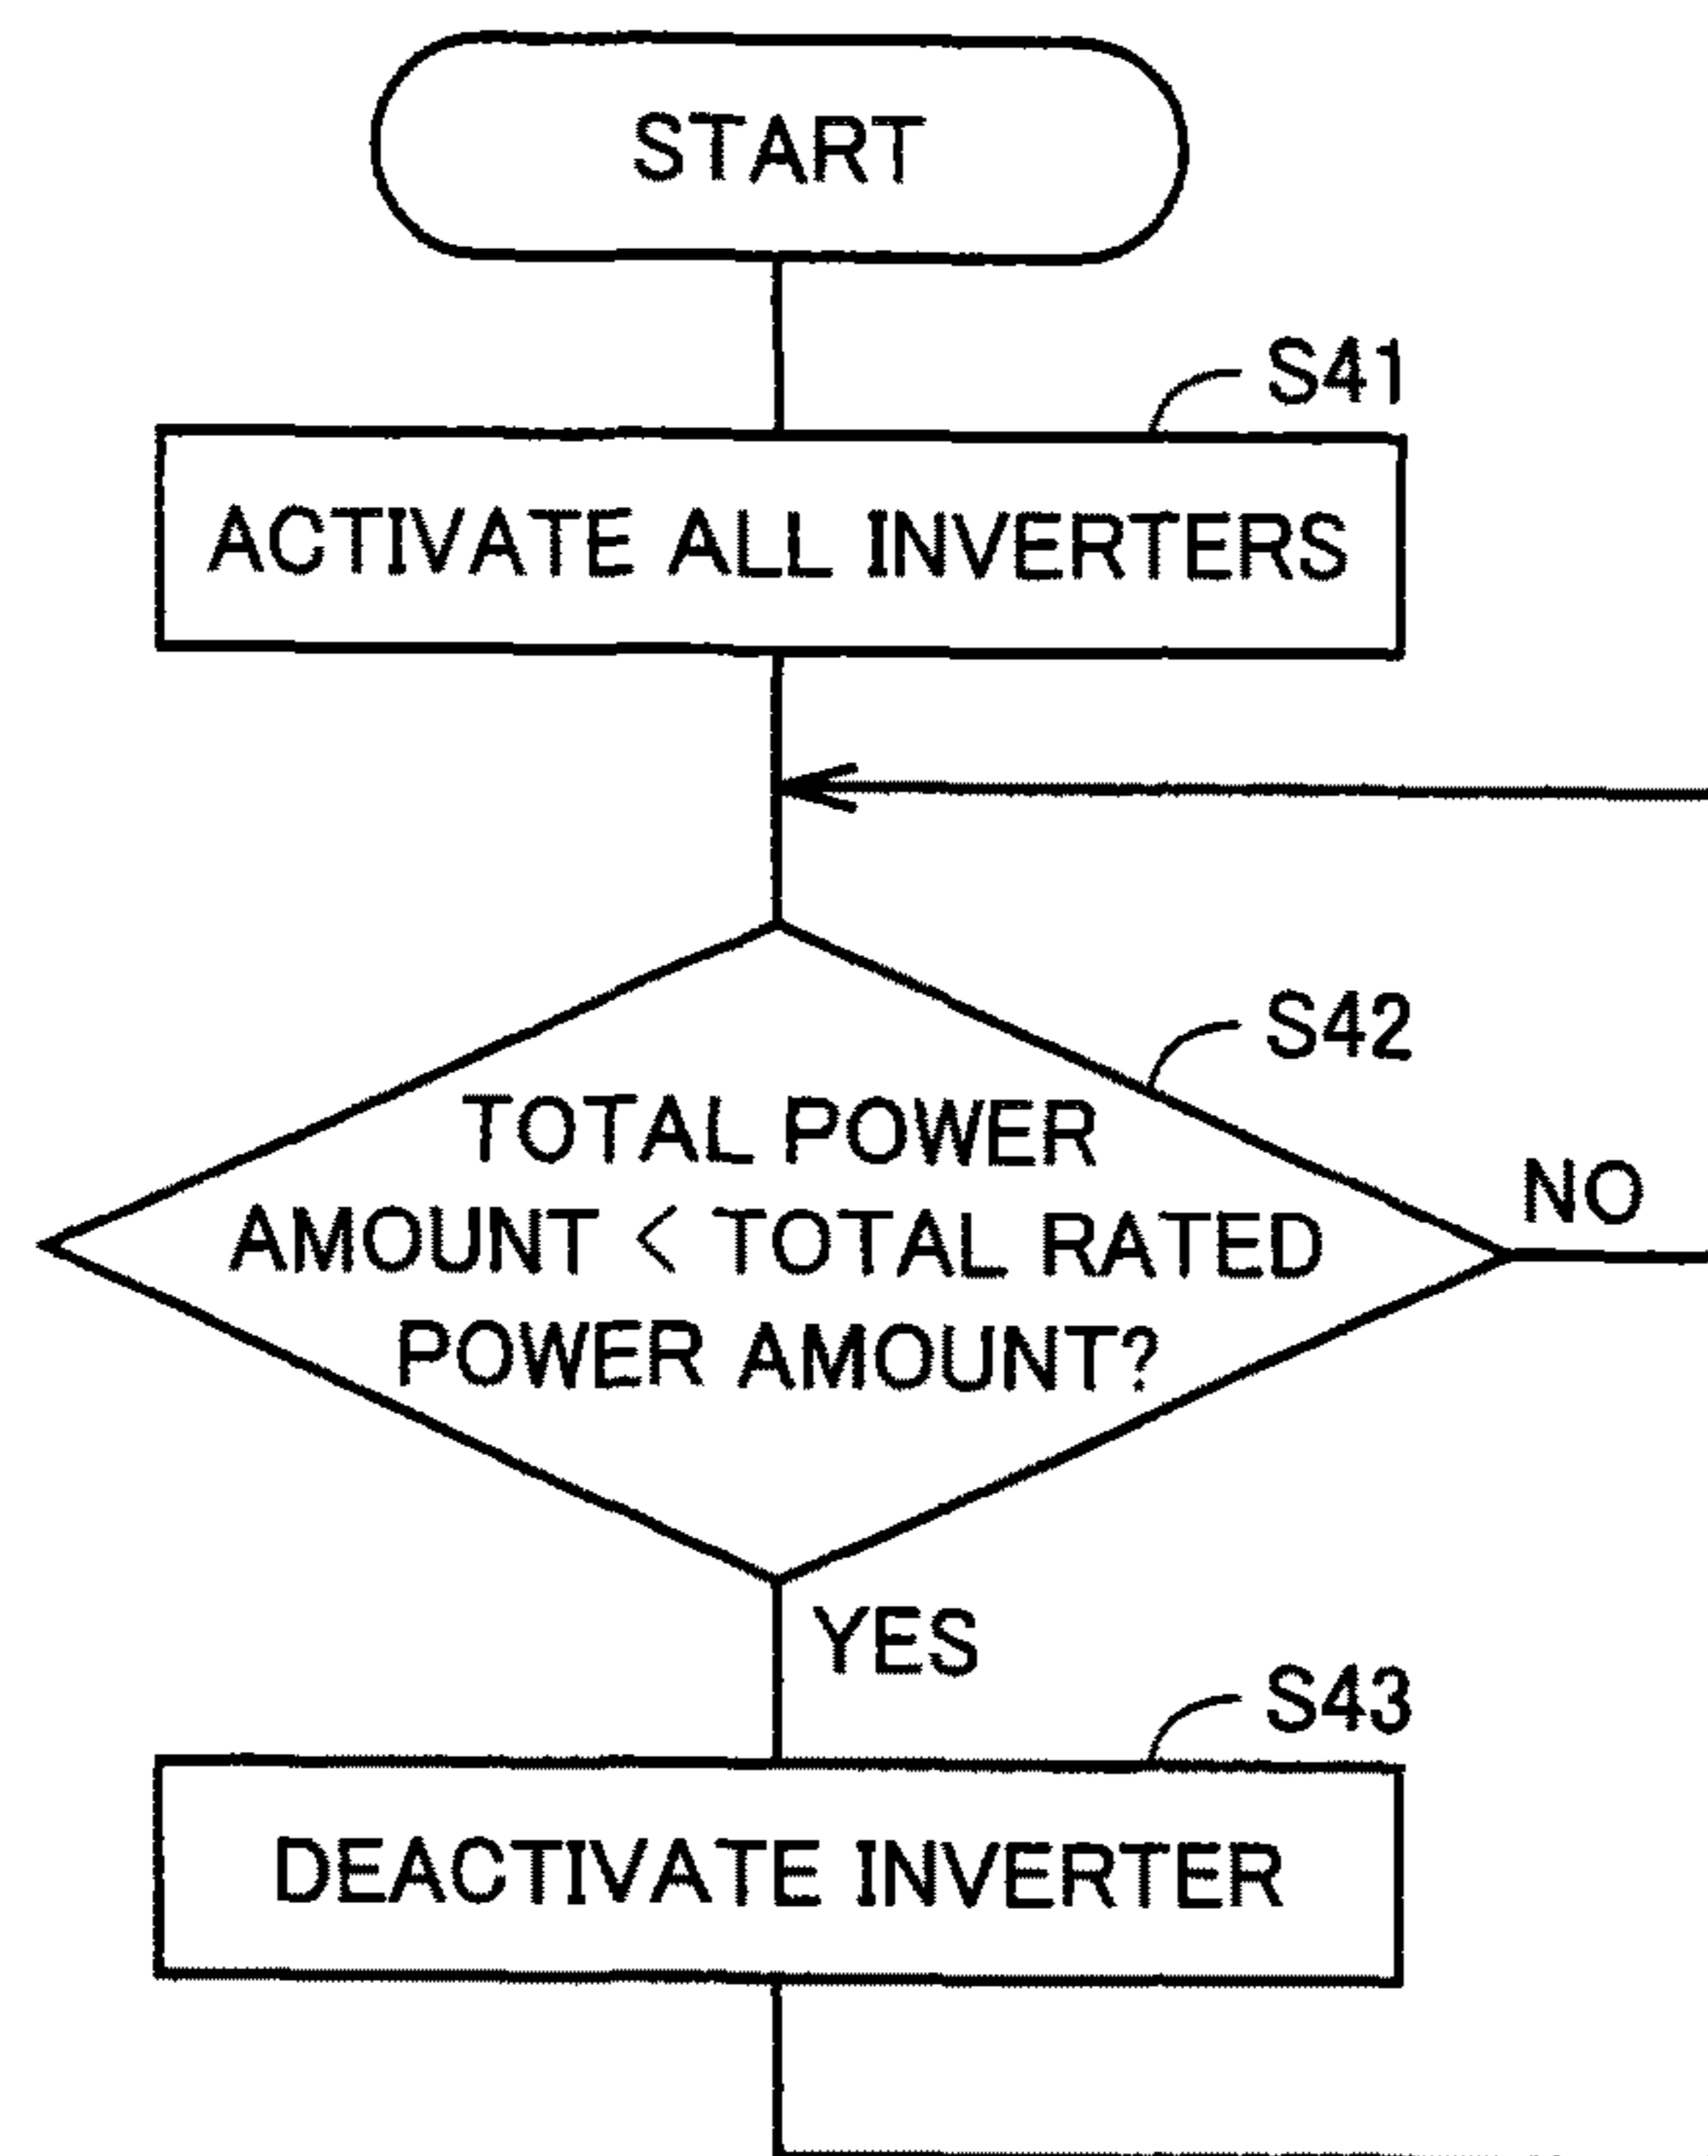 START
S41
ACTIVATE ALL INVERTERS
S42
TOTAL POWER
AMOUNT < TOTAL RATED
POWER AMOUNT?
NO
YES
S43
DEACTIVATE INVERTER